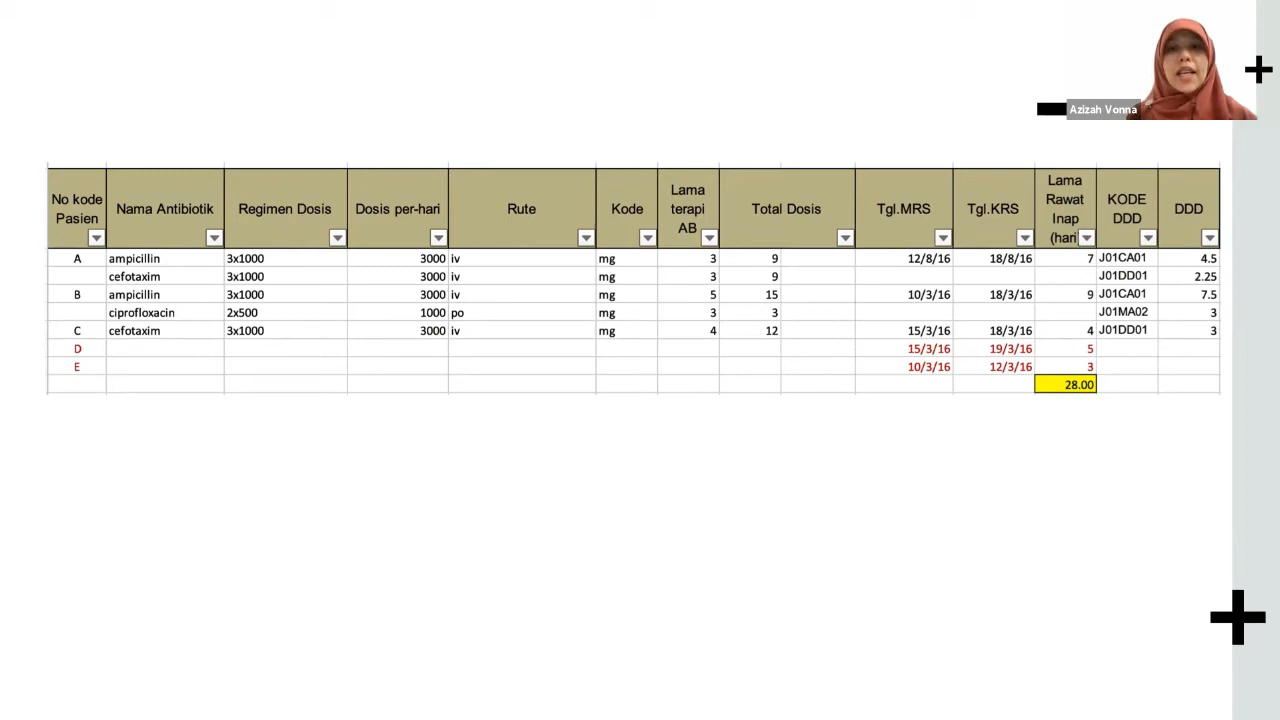 Azizah Vonna
No kode Pasien Nama Antibiotik Regimen Dosis Dosis per-hari Rute Kode Lama terapi AB Total Dosis Tgl.MRS Tgl.KRS Lama Rawat Inap (hari KODE DDD DDD
A ampicillin 3x1000 3000 iv mg 3 9 12/8/16 18/8/16 7 J01CA01 4.5
cefotaxim 3x1000 3000 iv mg 3 9 J01DD01 2.25
B ampicillin 3x1000 3000 iv mg 5 15 10/3/16 18/3/16 9 J01CA01 7.5
ciprofloxacin 2x500 1000 po mg 3 3 J01MA02 3
C cefotaxim 3x1000 3000 iv mg 4 12 15/3/16 18/3/16 4 J01DD01 3
D 15/3/16 19/3/16 5
E 10/3/16 12/3/16 3
28.00